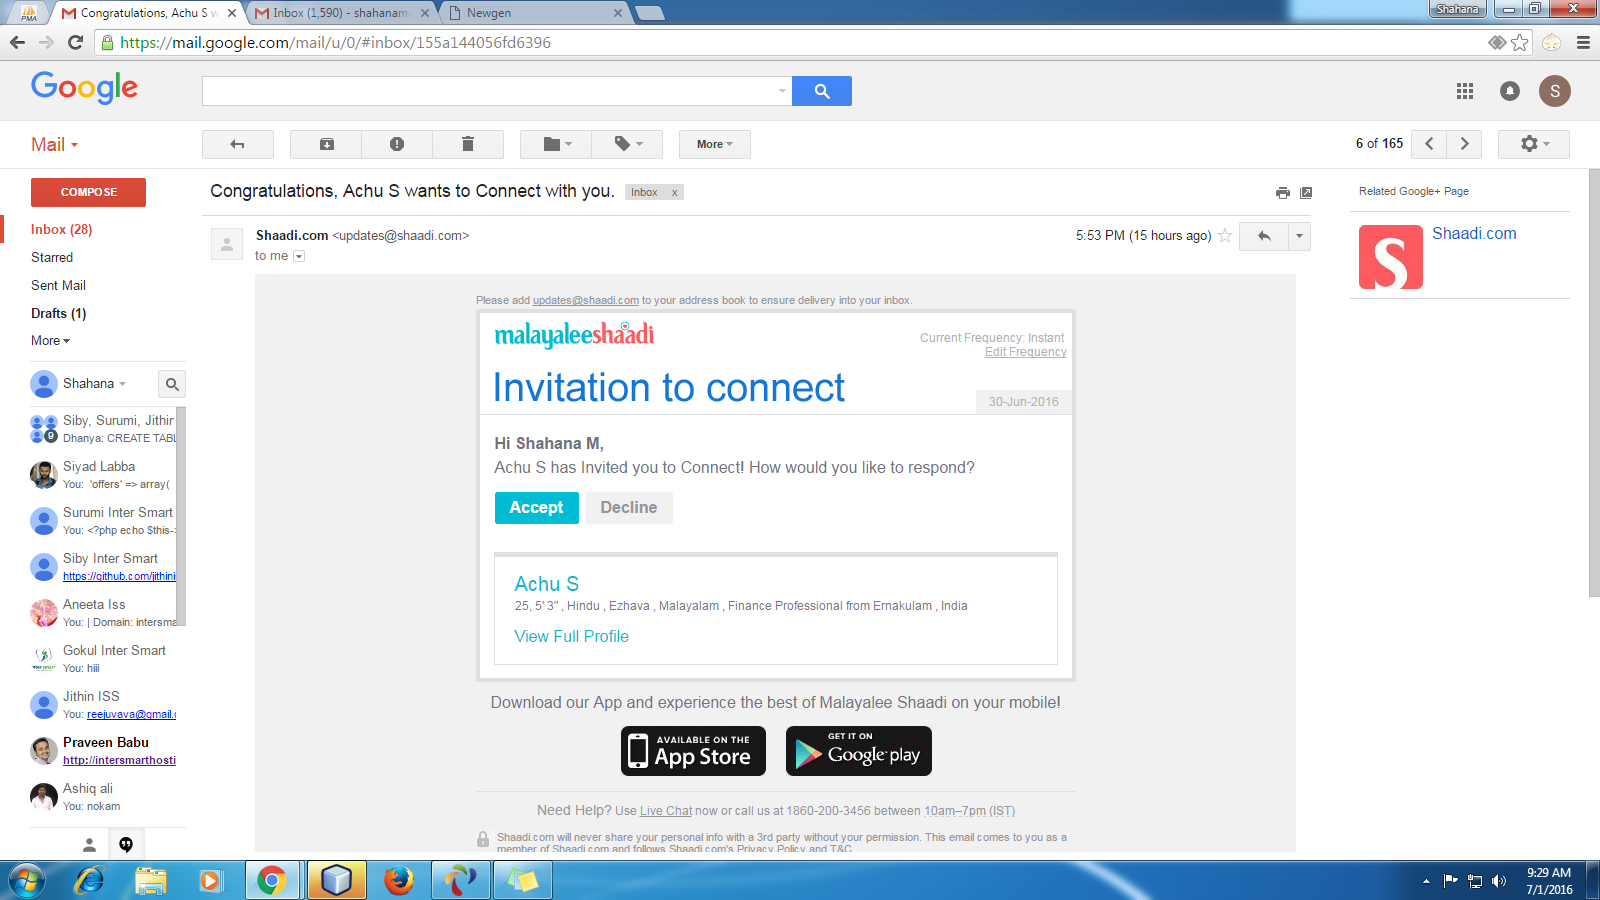 PMA
Congratulations, Achu S w
Inbox (1,590) - shahanam
Newgen
Shahana
https://mail.google.com/mail/u/0/#inbox/155a144056fd6396
Google
S
Mail
More
6 of 165
COMPOSE
Congratulations, Achu S wants to Connect with you.
Inbox x
Related Google+ Page
Inbox (28)
Shaadi.com <updates@shaadi.com>
5:53 PM (15 hours ago)
S
Shaadi.com
to me
Starred
Sent Mail
Drafts (1)
More
Please add updates@shaadi.com to your address book to ensure delivery into your inbox.
malayaleeshaadi
Current Frequency: Instant
Edit Frequency
Invitation to connect
30-Jun-2016
Hi Shahana M,
Achu S has Invited you to Connect! How would you like to respond?
Accept
Decline
Achu S
25, 5' 3" , Hindu , Ezhava , Malayalam , Finance Professional from Ernakulam , India
View Full Profile
Download our App and experience the best of Malayalee Shaadi on your mobile!
AVAILABLE ON THE
App Store
GET IT ON
Google play
Need Help? Use Live Chat now or call us at 1860-200-3456 between 10am–7pm (IST)
Shaadi.com will never share your personal info with a 3rd party without your permission. This email comes to you as a
member of Shaadi.com and follows Shaadi.com's Privacy Policy and T&C
Shahana
Siby, Surumi, Jithin
9
Dhanya: CREATE TABL
Siyad Labba
You: 'offers' => array(
Surumi Inter Smart
You: <?php echo $this->
Siby Inter Smart
https://github.com/jithini
Aneeta Iss
You: | Domain: intersma
Gokul Inter Smart
You: hiii
Jithin ISS
You: reejuvava@gmail.c
Praveen Babu
http://intersmarthosti
Ashiq ali
You: nokam
9:29 AM
7/1/2016